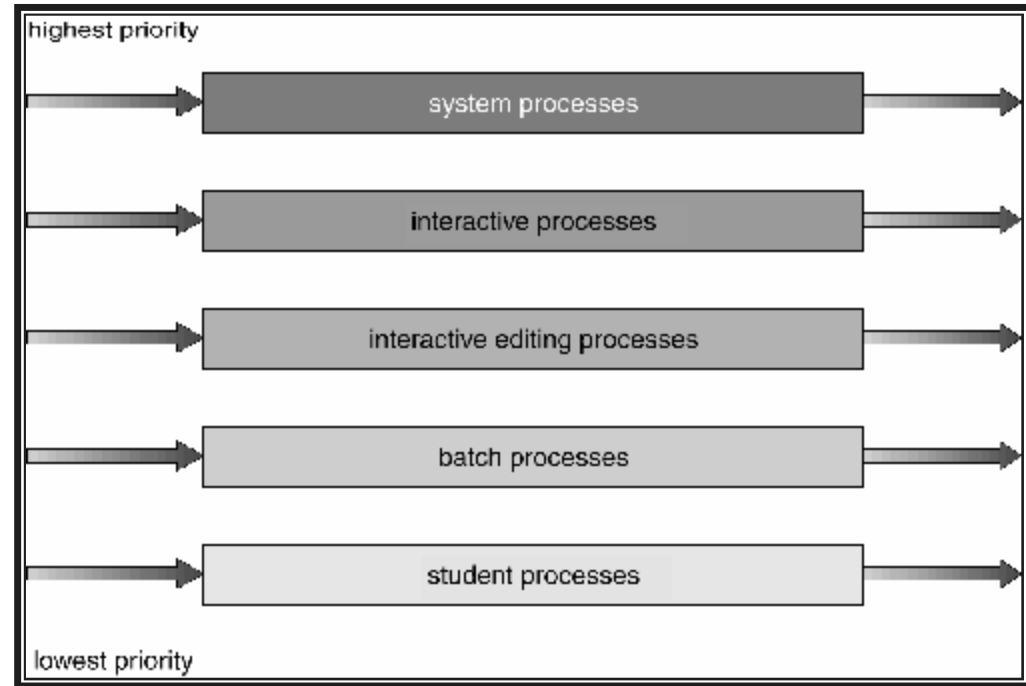 highest priority
system processes
interactive processes
interactive editing processes
batch processes
student processes
lowest priority